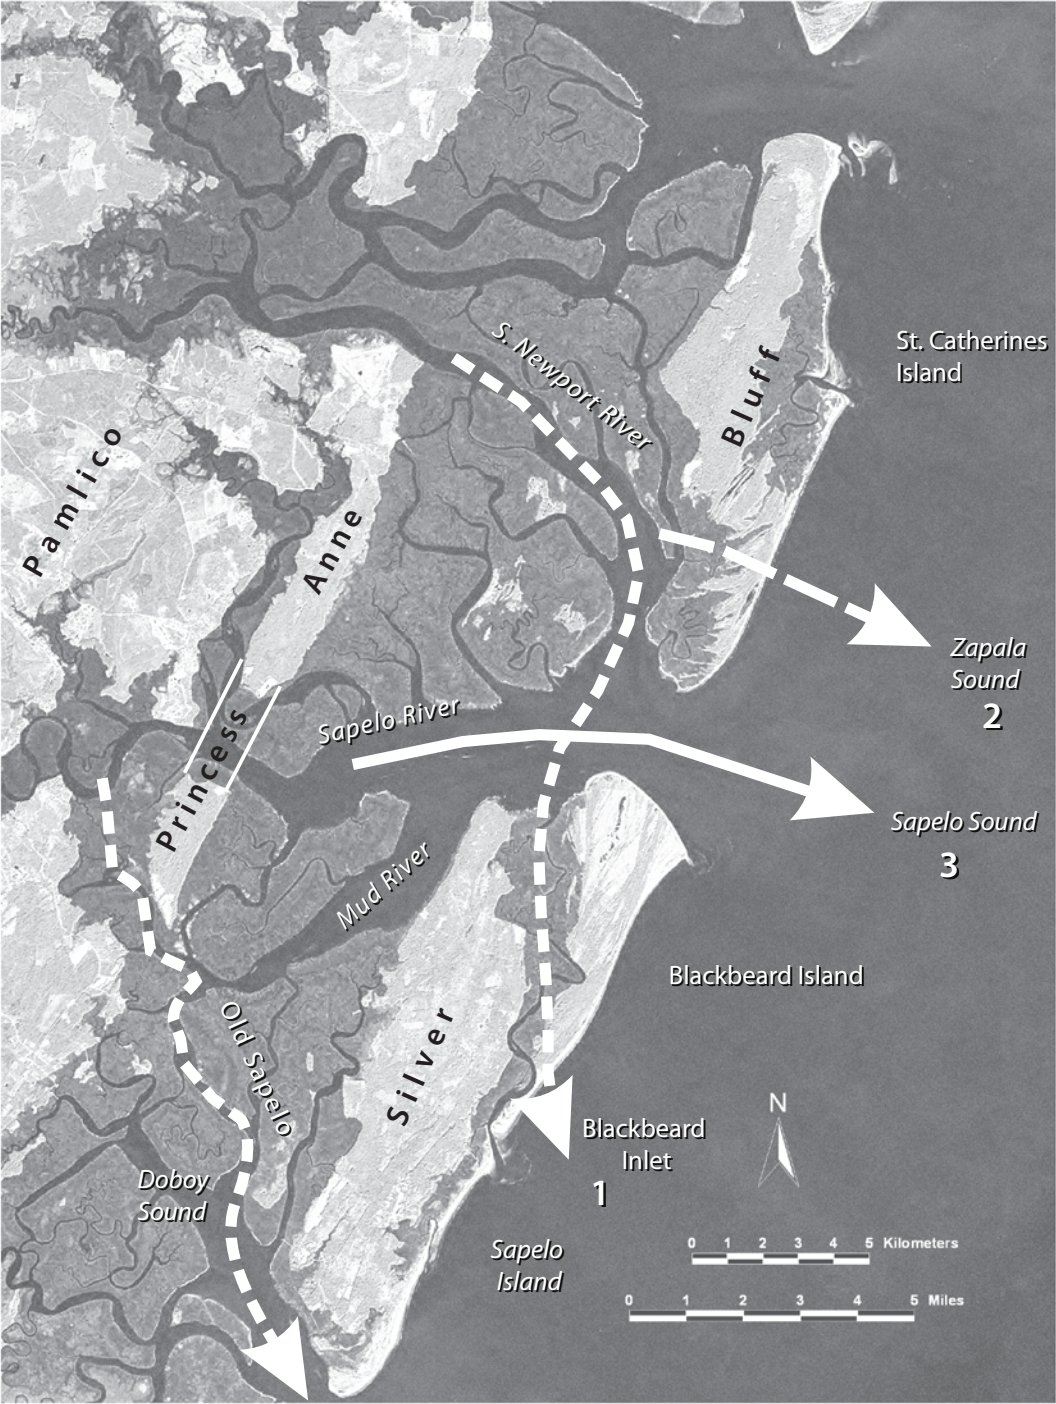 S. Newport River
St. Catherines
Island
Bluff
Pamlico
Anne
Zapala
Sound
2
Princess
Sapelo River
Sapelo Sound
3
Mud River
Blackbeard Island
Old Sapelo
Silver
N
Blackbeard
Inlet
1
Doboy
Sound
Sapelo
Island
0 1 2 3 4 5 Kilometers
0 1 2 3 4 5 Miles